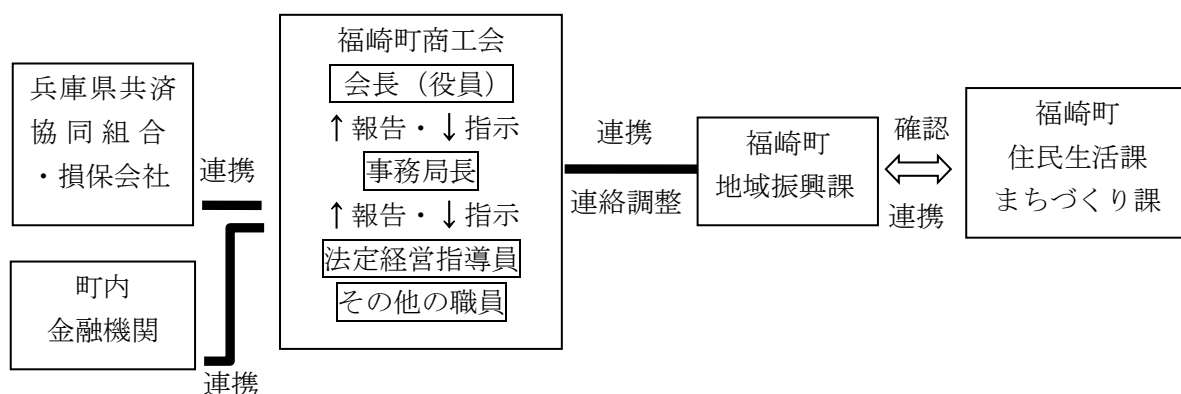 兵庫県共済
協同組合
・損保会社
連携
町内
金融機関
連携
福崎町商工会
会長（役員）
↑報告・↓指示
事務局長
↑報告・↓指示
法定経営指導員
その他の職員
連携
連絡調整
福崎町
地域振興課
確認
連携
福崎町
住民生活課
まちづくり課